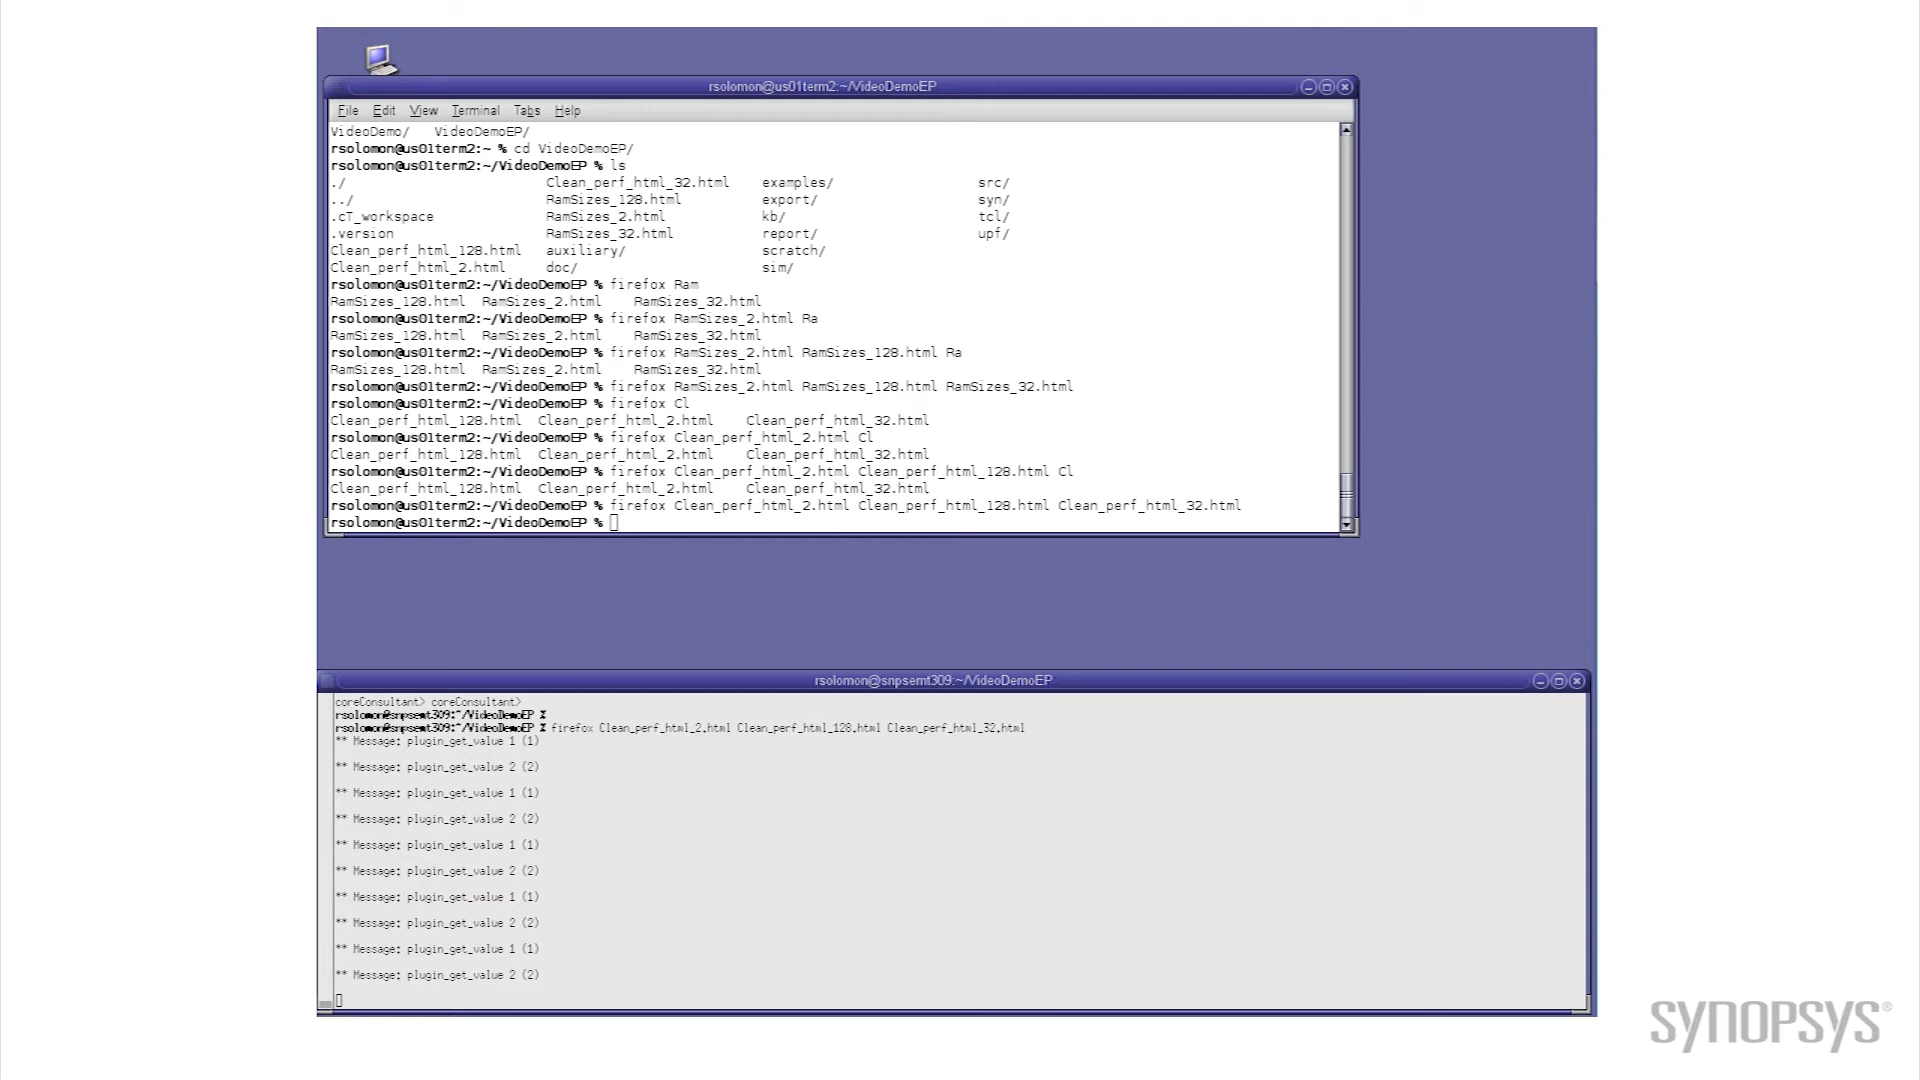 rsolomon@us01term2:~/VideoDemoEP
File Edit View Terminal Tabs Help
VideoDemo/ VideoDemoEP/
rsolomon@us01term2:~ % cd VideoDemoEP/
rsolomon@us01term2:~/VideoDemoEP % ls
./ Clean_perf_html_32.html examples/ src/
../ RamSizes_128.html export/ syn/
.cT_workspace RamSizes_2.html kb/ tcl/
.version RamSizes_32.html report/ upf/
Clean_perf_html_128.html auxiliary/ scratch/
Clean_perf_html_2.html doc/ sim/
rsolomon@us01term2:~/VideoDemoEP % firefox Ram
RamSizes_128.html RamSizes_2.html RamSizes_32.html
rsolomon@us01term2:~/VideoDemoEP % firefox RamSizes_2.html Ra
RamSizes_128.html RamSizes_2.html RamSizes_32.html
rsolomon@us01term2:~/VideoDemoEP % firefox RamSizes_2.html RamSizes_128.html Ra
RamSizes_128.html RamSizes_2.html RamSizes_32.html
rsolomon@us01term2:~/VideoDemoEP % firefox RamSizes_2.html RamSizes_128.html RamSizes_32.html
rsolomon@us01term2:~/VideoDemoEP % firefox Cl
Clean_perf_html_128.html Clean_perf_html_2.html Clean_perf_html_32.html
rsolomon@us01term2:~/VideoDemoEP % firefox Clean_perf_html_2.html Cl
Clean_perf_html_128.html Clean_perf_html_2.html Clean_perf_html_32.html
rsolomon@us01term2:~/VideoDemoEP % firefox Clean_perf_html_2.html Clean_perf_html_128.html Cl
Clean_perf_html_128.html Clean_perf_html_2.html Clean_perf_html_32.html
rsolomon@us01term2:~/VideoDemoEP % firefox Clean_perf_html_2.html Clean_perf_html_128.html Clean_perf_html_32.html
rsolomon@us01term2:~/VideoDemoEP %
rsolomon@snpsemt309:~/VideoDemoEP
coreConsultant> coreConsultant>
rsolomon@snpsemt309:~/VideoDemoEP %
rsolomon@snpsemt309:~/VideoDemoEP % firefox Clean_perf_html_2.html Clean_perf_html_128.html Clean_perf_html_32.html
** Message: plugin_get_value 1 (1)
** Message: plugin_get_value 2 (2)
** Message: plugin_get_value 1 (1)
** Message: plugin_get_value 2 (2)
** Message: plugin_get_value 1 (1)
** Message: plugin_get_value 2 (2)
** Message: plugin_get_value 1 (1)
** Message: plugin_get_value 2 (2)
** Message: plugin_get_value 1 (1)
** Message: plugin_get_value 2 (2)
SYNOPSYS®